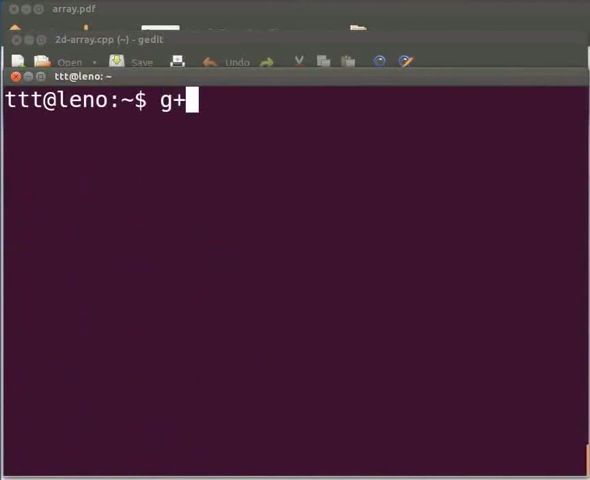 array.pdf
2d-array.cpp (~) - gedit
Open Save Undo
ttt@leno: ~
ttt@leno:~$ g+